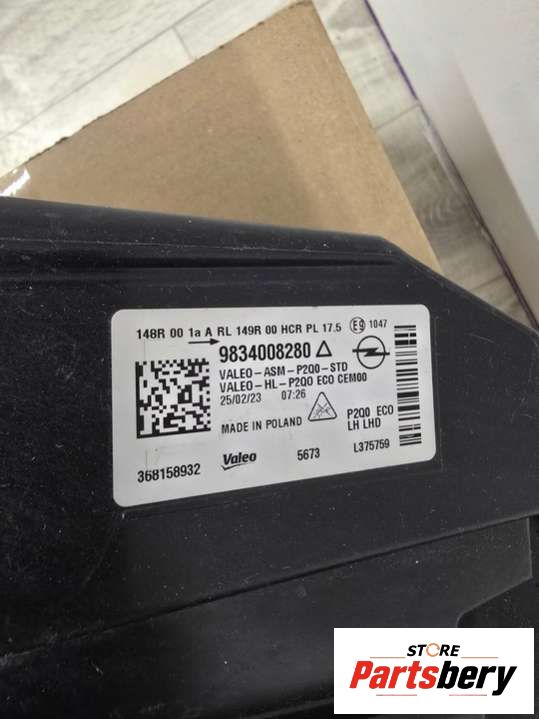 148R 00 1a A RL 149R 00 HCR PL 17.5 E9 1047
9834008280
VALEO-ASM-P2Q0-STD
VALEO-HL-P2Q0 ECO CEM00
25/02/23 07:26
MADE IN POLAND
P2Q0 ECO
LH LHD
368158932 Valeo 5673 L375759
STORE
Partsbery